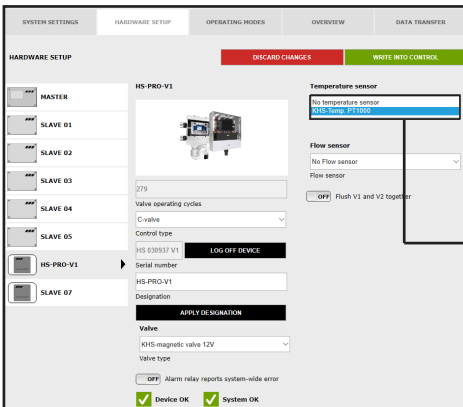 SYSTEM SETTINGS
HARDWARE SETUP
OPERATING MODES
OVERVIEW
DATA TRANSFER
HARDWARE SETUP
DISCARD CHANGES
WRITE INTO CONTROL
MASTER
SLAVE 01
SLAVE 02
SLAVE 03
SLAVE 04
SLAVE 05
HS-PRO-V1
SLAVE 07
HS-PRO-V1
279
Valve operating cycles
C-valve
Control type
HS 030937 V1
LOG OFF DEVICE
Serial number
HS-PRO-V1
Designation
APPLY DESIGNATION
Valve
KHS-magnetic valve 12V
Valve type
OFF Alarm relay reports system-wide error
Device OK
System OK
Temperature sensor
No temperature sensor
KHS-Temp. PT1000
Flow sensor
No Flow sensor
Flow sensor
OFF Flush V1 and V2 together